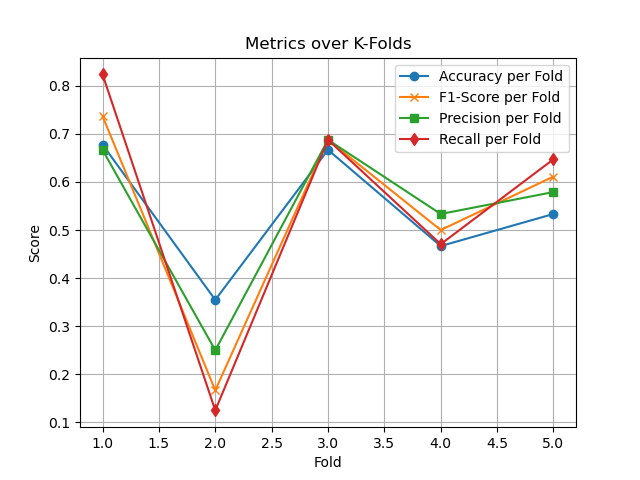 Metrics over K-Folds
Accuracy per Fold
F1-Score per Fold
Precision per Fold
Recall per Fold
Score
0.8
0.7
0.6
0.5
0.4
0.3
0.2
0.1
1.0 1.5 2.0 2.5 3.0 3.5 4.0 4.5 5.0
Fold